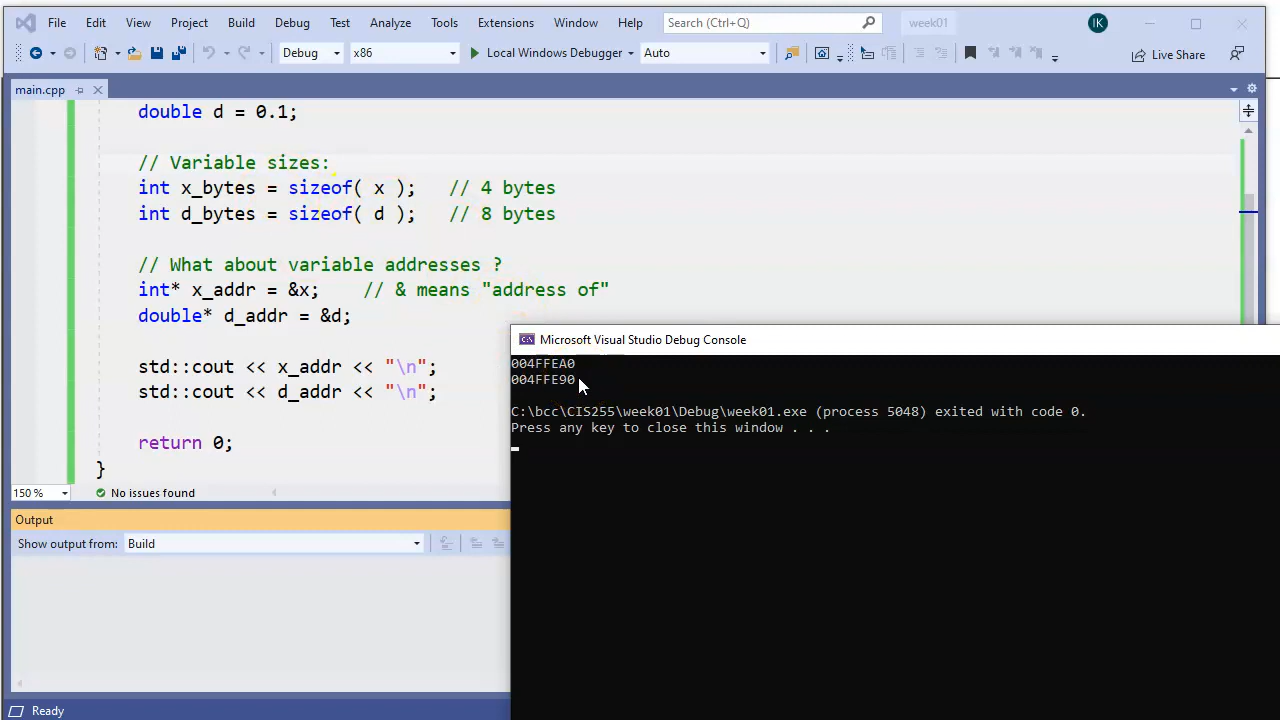 File Edit View Project Build Debug Test Analyze Tools Extensions Window Help Search (Ctrl+Q) week01 IK
Debug x86 Local Windows Debugger Auto Live Share
main.cpp
double d = 0.1;
// Variable sizes:
int x_bytes = sizeof( x ); // 4 bytes
int d_bytes = sizeof( d ); // 8 bytes
// What about variable addresses ?
int* x_addr = &x; // & means "address of"
double* d_addr = &d;
std::cout << x_addr << "\n";
std::cout << d_addr << "\n";
return 0;
}
150 % No issues found
Output
Show output from: Build
Ready
Microsoft Visual Studio Debug Console
004FFEA0
004FFE90
C:\bcc\CIS255\week01\Debug\week01.exe (process 5048) exited with code 0.
Press any key to close this window . . .